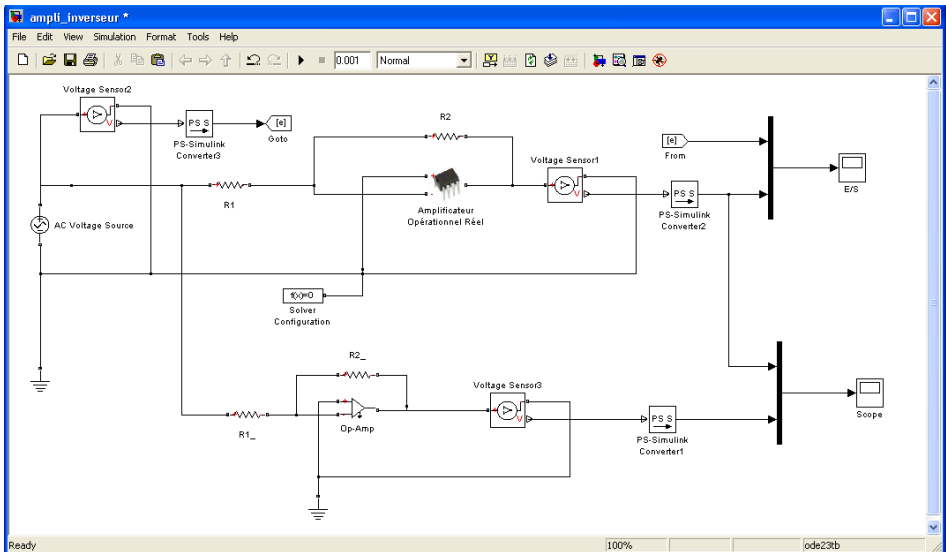 ampli_inverseur *
File Edit View Simulation Format Tools Help
0.001 Normal
Voltage Sensor2
V
PS S
PS-Simulink
Converter3
[e]
Goto
R2
R1
+
-
Amplificateur
Opérationnel Réel
Voltage Sensor1
V
PS S
PS-Simulink
Converter2
[e]
From
E/S
AC Voltage Source
f(x)=0
Solver
Configuration
R2_
R1_
Op-Amp
Voltage Sensor3
V
PS S
PS-Simulink
Converter1
Scope
Ready 100% ode23tb